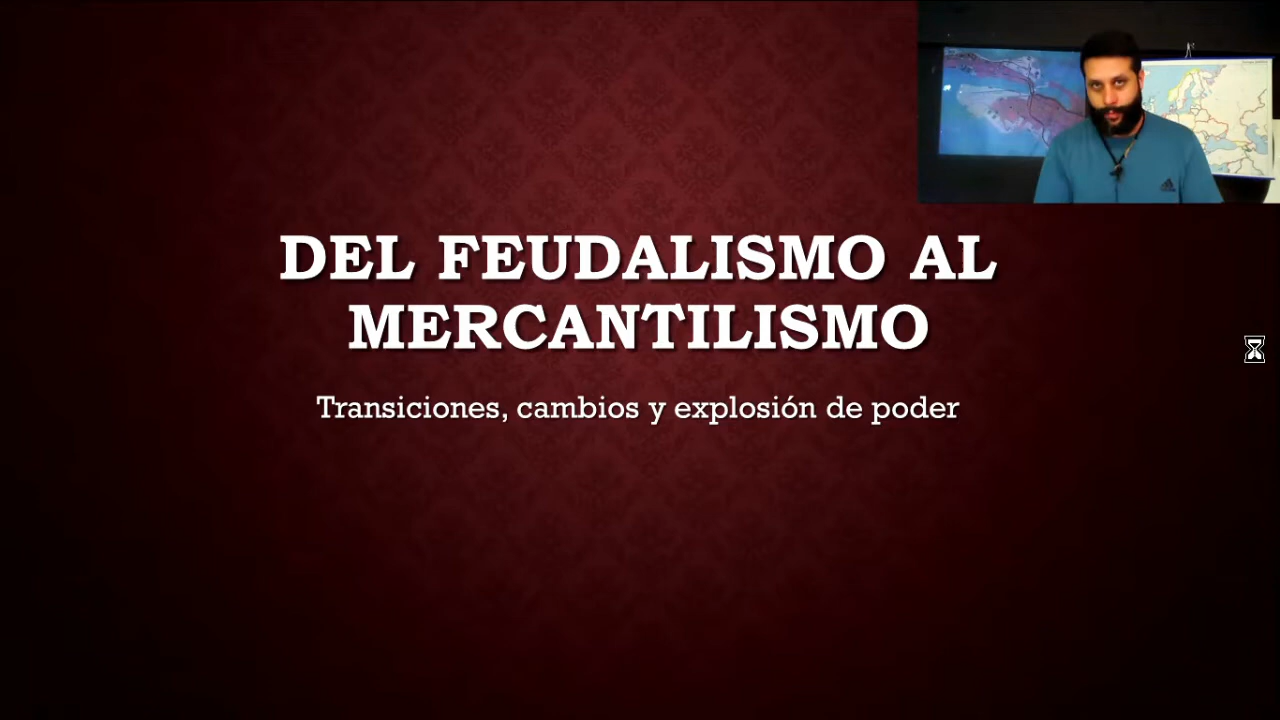 DEL FEUDALISMO AL
MERCANTILISMO
Transiciones, cambios y explosión de poder